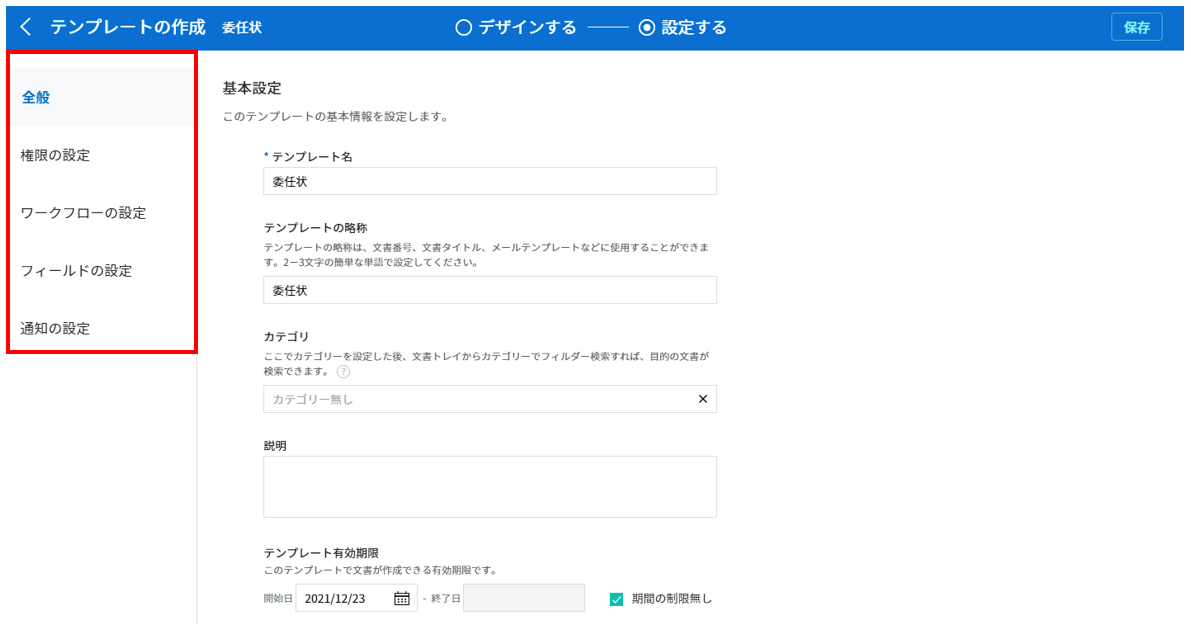 テンプレートの作成 委任状 デザインする 設定する 保存
全般
権限の設定
ワークフローの設定
フィールドの設定
通知の設定
基本設定
このテンプレートの基本情報を設定します。
* テンプレート名
委任状
テンプレートの略称
テンプレートの略称は、文書番号、文書タイトル、メールテンプレートなどに使用することができま
す。2ー3文字の簡単な単語で設定してください。
委任状
カテゴリ
ここでカテゴリーを設定した後、文書トレイからカテゴリーでフィルダー検索すれば、目的の文書が
検索できます。 ?
カテゴリー無し
説明
テンプレート有効期限
このテンプレートで文書が作成できる有効期限です。
開始日 2021/12/23 - 終了日 期間の制限無し